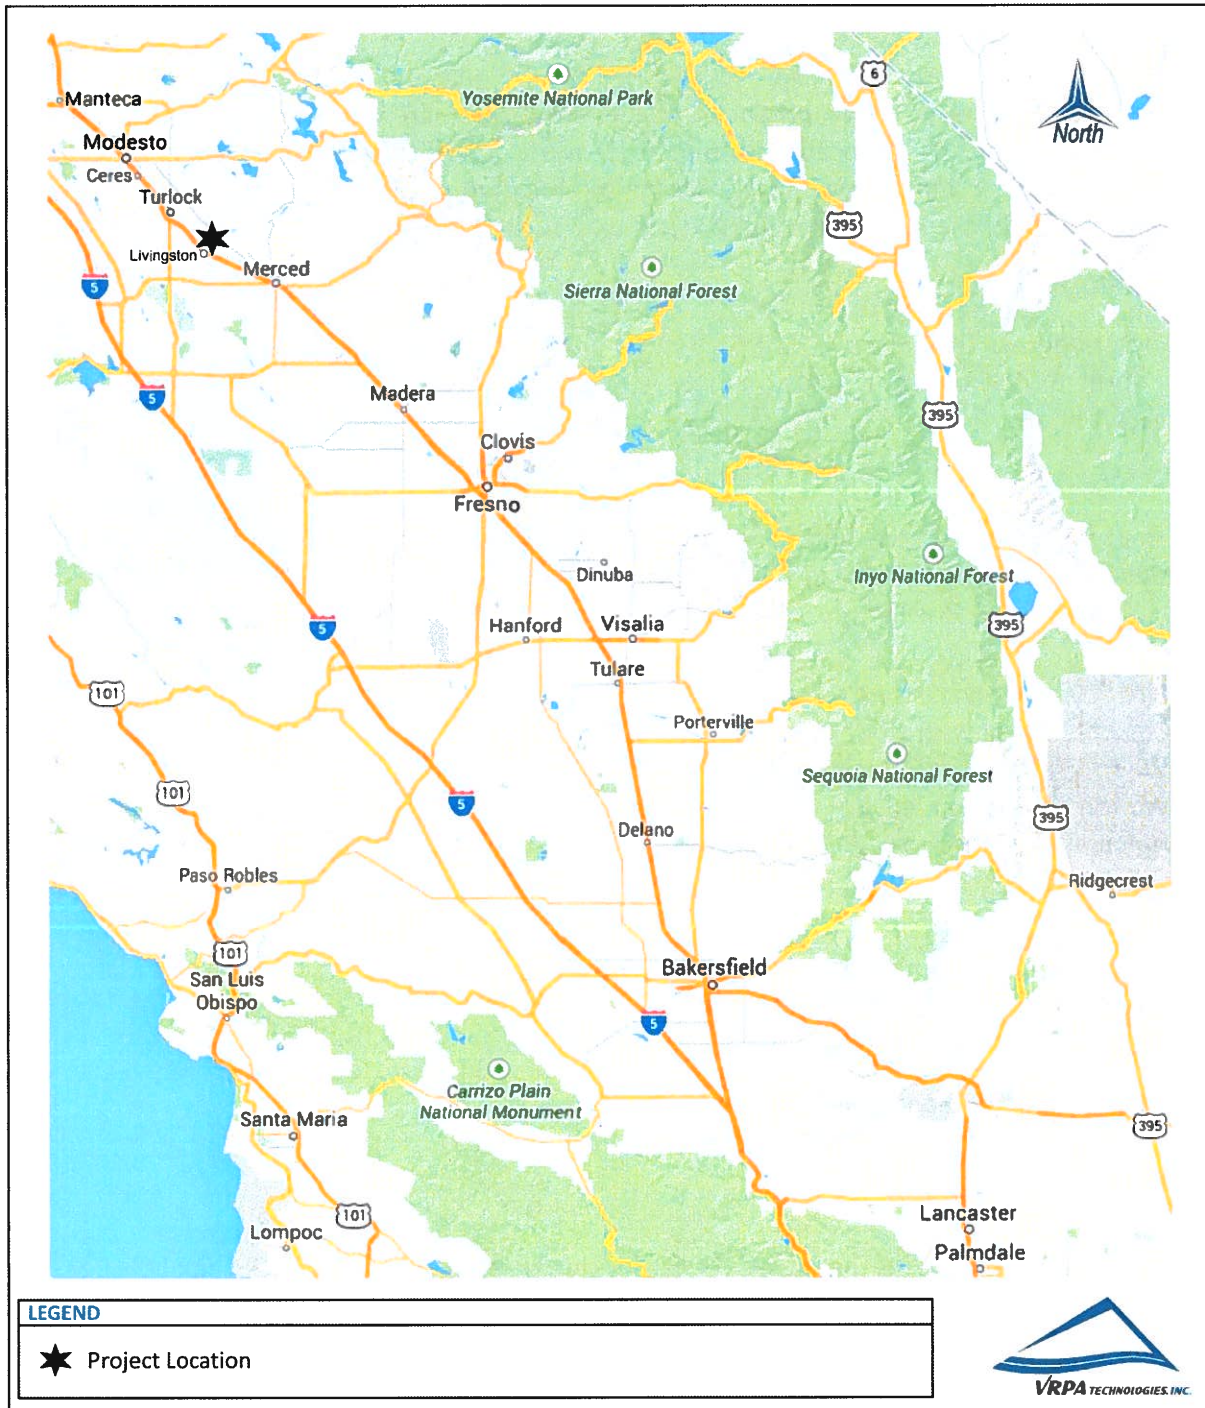 Manteca
Yosemite National Park
6
North
Modesto
Ceres
Turlock
395
Livingston
Merced
5
Sierra National Forest
5
Madera
395
Clovis
Fresno
Dinuba
Inyo National Forest
Hanford
Visalia
5
395
Tulare
101
Porterville
Sequoia National Forest
101
5
395
Delano
Paso Robles
Ridgecrest
101
San Luis
Obispo
Bakersfield
5
Carrizo Plain
National Monument
Santa Maria
395
101
Lompoc
Lancaster
Palmdale
LEGEND
Project Location
VRPA TECHNOLOGIES, INC.